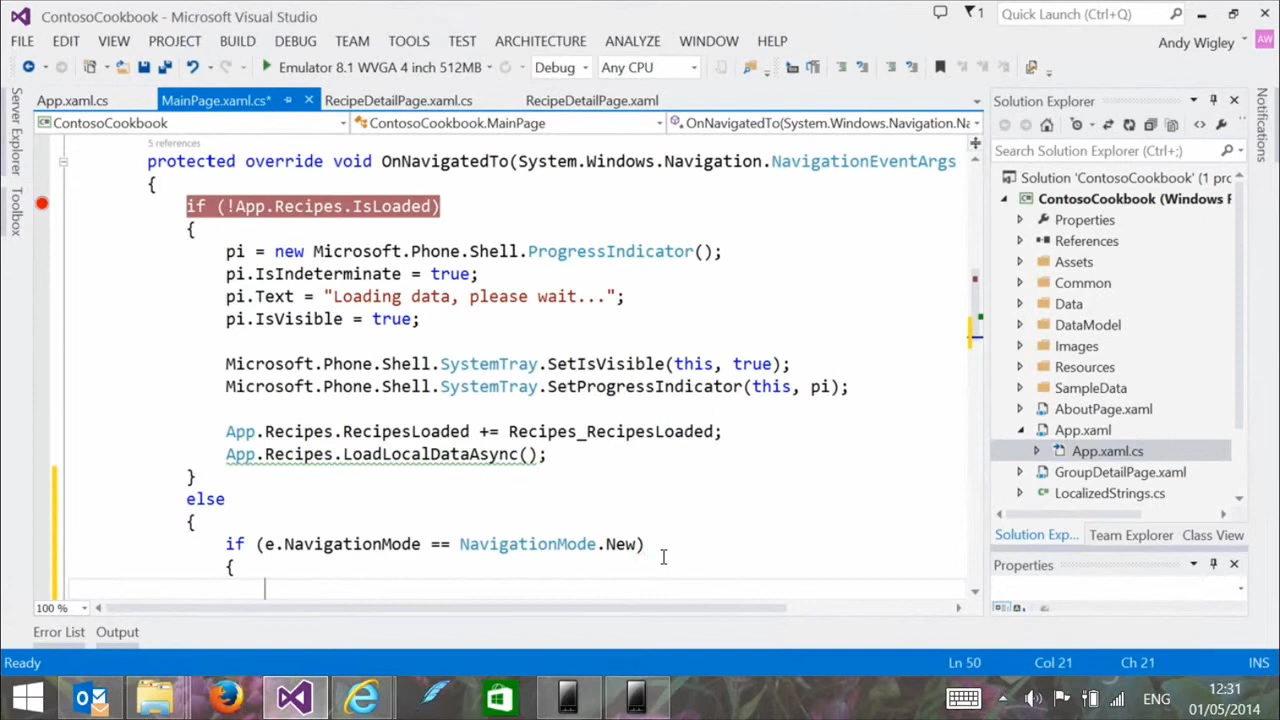 ContosoCookbook - Microsoft Visual Studio
1
Quick Launch (Ctrl+Q)
FILE EDIT VIEW PROJECT BUILD DEBUG TEAM TOOLS TEST ARCHITECTURE ANALYZE WINDOW HELP
Andy Wigley
AW
Emulator 8.1 WVGA 4 inch 512MB
Debug
Any CPU
App.xaml.cs
MainPage.xaml.cs*
RecipeDetailPage.xaml.cs
RecipeDetailPage.xaml
ContosoCookbook
ContosoCookbook.MainPage
OnNavigatedTo(System.Windows.Navigation.Na
Server Explorer
Toolbox
5 references
protected override void OnNavigatedTo(System.Windows.Navigation.NavigationEventArgs
{
if (!App.Recipes.IsLoaded)
{
pi = new Microsoft.Phone.Shell.ProgressIndicator();
pi.IsIndeterminate = true;
pi.Text = "Loading data, please wait...";
pi.IsVisible = true;
Microsoft.Phone.Shell.SystemTray.SetIsVisible(this, true);
Microsoft.Phone.Shell.SystemTray.SetProgressIndicator(this, pi);
App.Recipes.RecipesLoaded += Recipes_RecipesLoaded;
App.Recipes.LoadLocalDataAsync();
}
else
{
if (e.NavigationMode == NavigationMode.New)
{
100 %
Error List
Output
Solution Explorer
Search Solution Explorer (Ctrl+;)
Solution 'ContosoCookbook' (1 prc
ContosoCookbook (Windows F
Properties
References
Assets
Common
Data
DataModel
Images
Resources
SampleData
AboutPage.xaml
App.xaml
App.xaml.cs
GroupDetailPage.xaml
LocalizedStrings.cs
Solution Exp...
Team Explorer
Class View
Properties
Notifications
Ready
Ln 50
Col 21
Ch 21
INS
ENG
12:31
01/05/2014